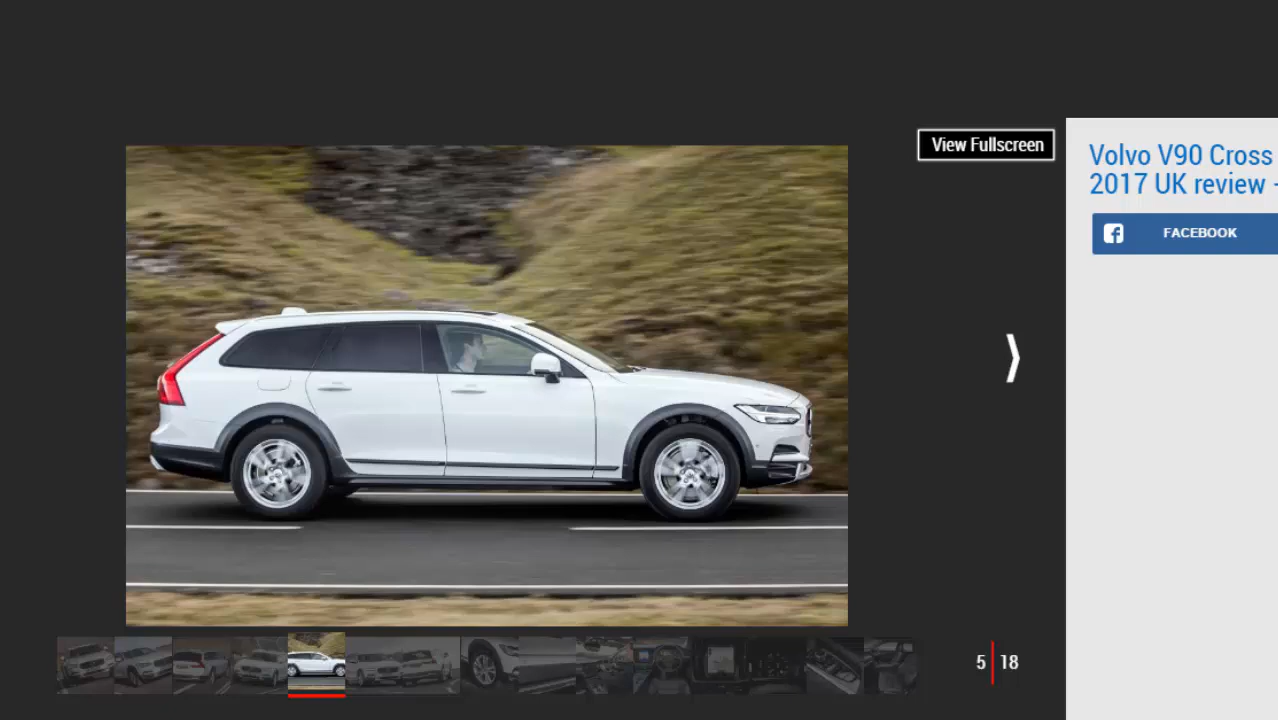 View Fullscreen
Volvo V90 Cross
2017 UK review -
FACEBOOK
5 18